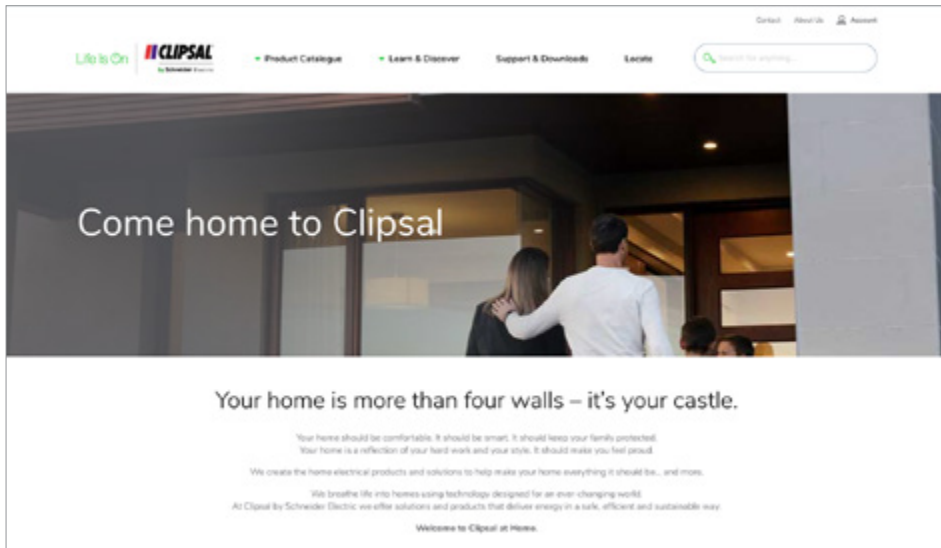 Contact About Us Account
Life Is On CLIPSAL
by Schneider Electric
Product Catalogue Learn & Discover Support & Downloads Locate
Search for anything...
Come home to Clipsal
Your home is more than four walls – it's your castle.
Your home should be comfortable. It should be smart. It should keep your family protected.
Your home is a reflection of your hard work and your style. It should make you feel proud.
We create the home electrical products and solutions to help make your home everything it should be... and more.
We breathe life into homes using technology designed for an ever-changing world.
At Clipsal by Schneider Electric we offer solutions and products that deliver energy in a safe, efficient and sustainable way.
Welcome to Clipsal at Home.